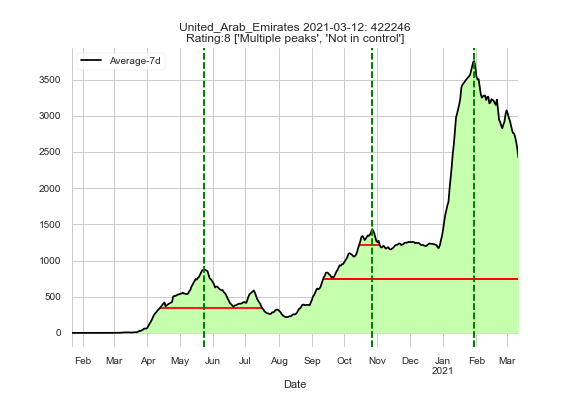 United_Arab_Emirates 2021-03-12: 422246
Rating:8 ['Multiple peaks', 'Not in control']
Average-7d
3500
3000
2500
2000
1500
1000
500
0
Feb Mar Apr May Jun Jul Aug Sep Oct Nov Dec Jan Feb Mar
2021
Date